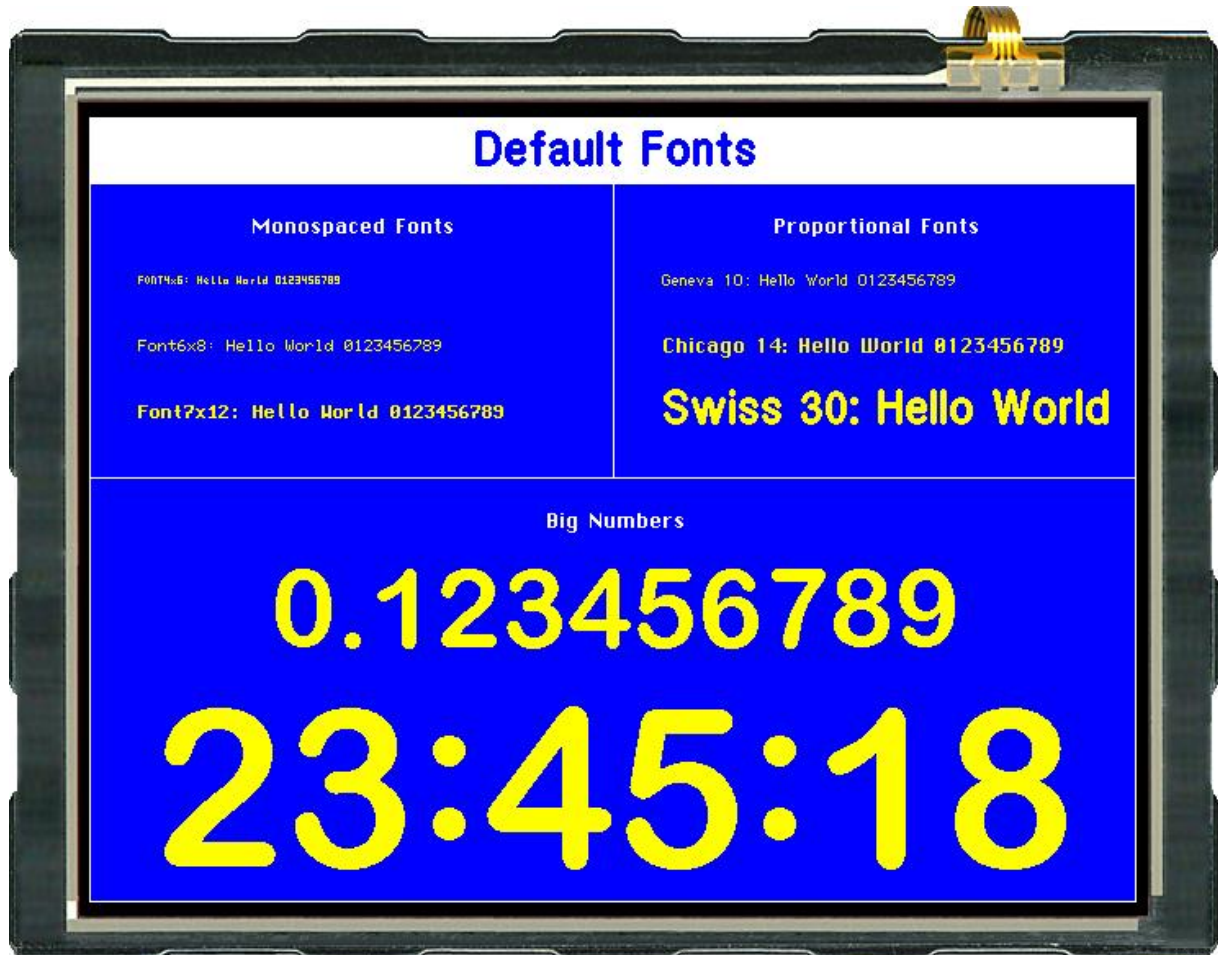 Default Fonts
Monospaced Fonts
FONT4x6: Hello World 0123456789
Font6x8: Hello World 0123456789
Font7x12: Hello World 0123456789
Proportional Fonts
Geneva 10: Hello World 0123456789
Chicago 14: Hello World 0123456789
Swiss 30: Hello World
Big Numbers
0.123456789
23:45:18